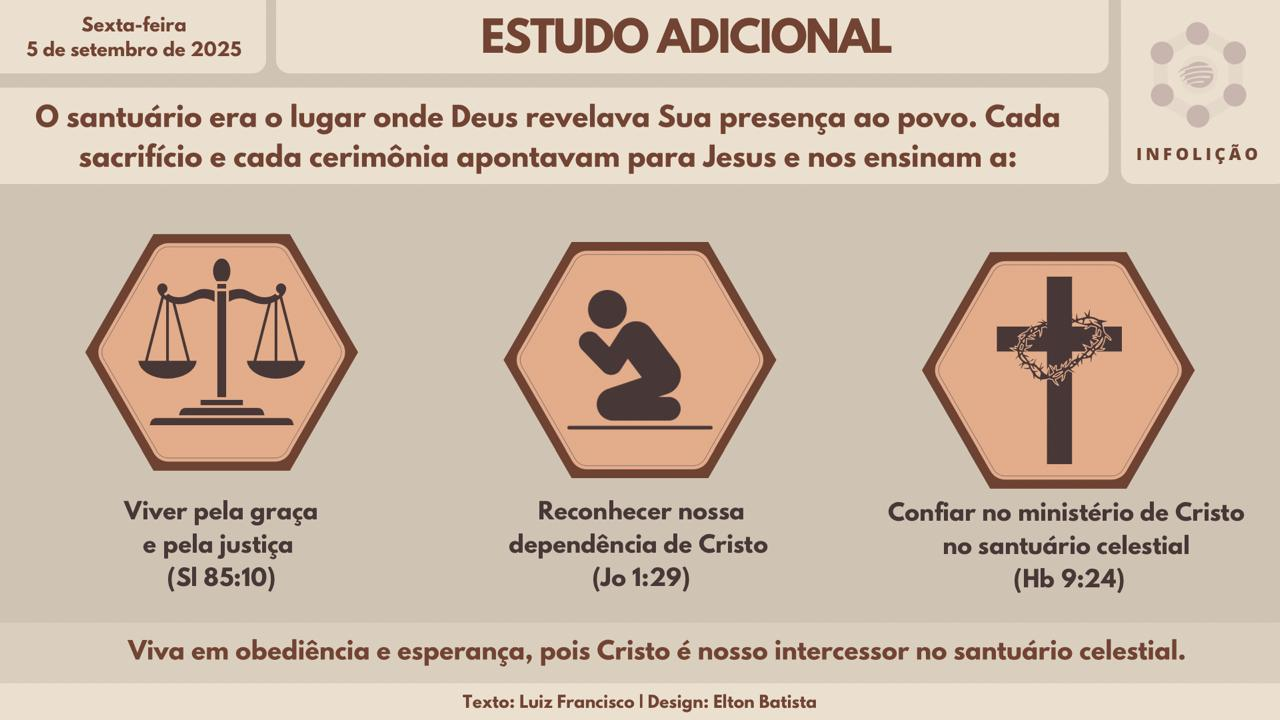 Sexta-feira
5 de setembro de 2025
ESTUDO ADICIONAL
INFOLIÇÃO
O santuário era o lugar onde Deus revelava Sua presença ao povo. Cada
sacrifício e cada cerimônia apontavam para Jesus e nos ensinam a:
Viver pela graça
e pela justiça
(Sl 85:10)
Reconhecer nossa
dependência de Cristo
(Jo 1:29)
Confiar no ministério de Cristo
no santuário celestial
(Hb 9:24)
Viva em obediência e esperança, pois Cristo é nosso intercessor no santuário celestial.
Texto: Luiz Francisco | Design: Elton Batista